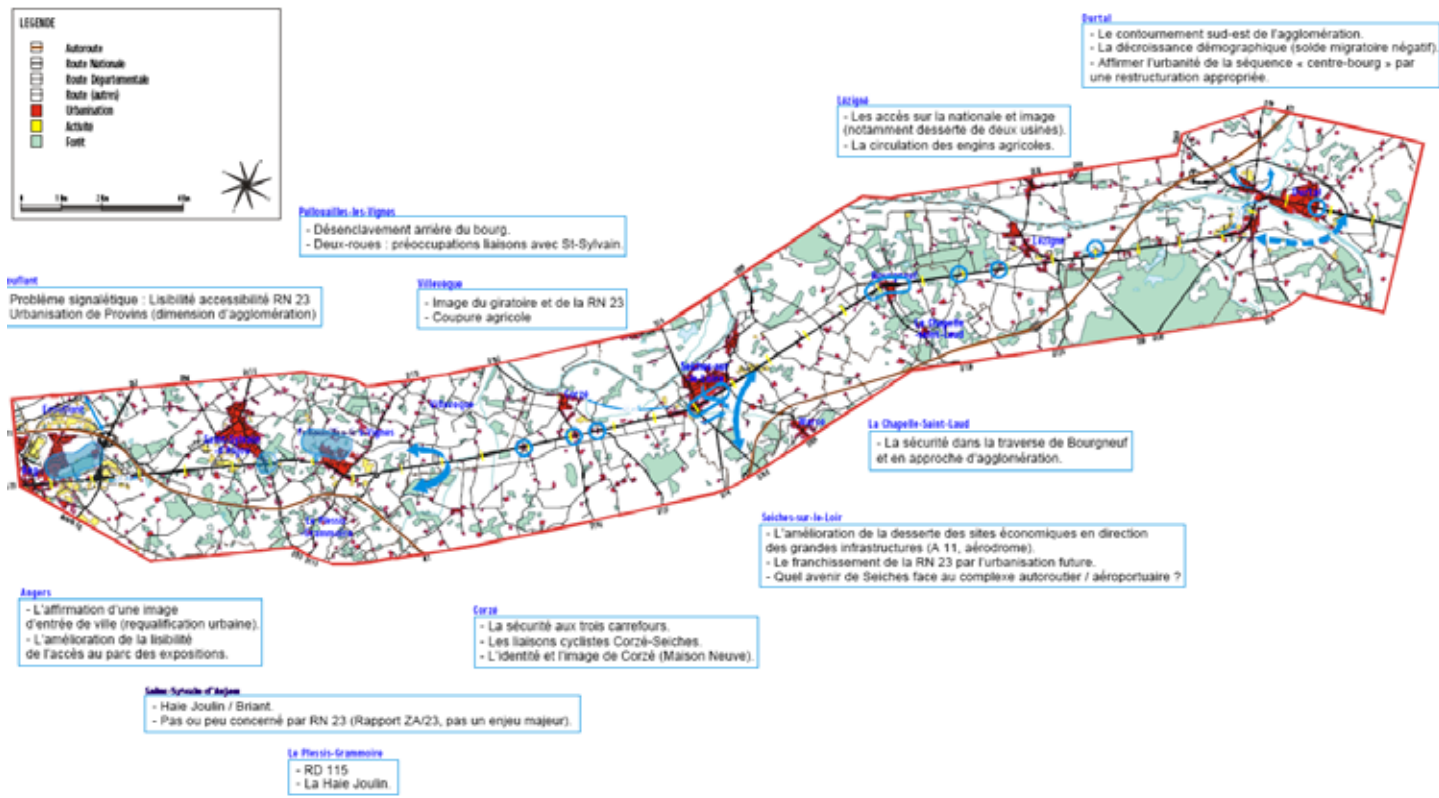 LEGENDE
Autoroute
Route Nationale
Route Départementale
Route (autres)
Urbanisation
Activité
Forêt
Durtal
- Le contournement sud-est de l'agglomération.
- La décroissance démographique (solde migratoire négatif).
- Affirmer l'urbanité de la séquence « centre-bourg » par
une restructuration appropriée.
Lézigné
- Les accès sur la nationale et image
(notamment desserte de deux usines).
- La circulation des engins agricoles.
Pellouailles-les-Vignes
- Désenclavement arrière du bourg.
- Deux-roues : préoccupations liaisons avec St-Sylvain.
ouflant
Problème signalétique : Lisibilité accessibilité RN 23
Urbanisation de Provins (dimension d'agglomération)
Villevêque
- Image du giratoire et de la RN 23
- Coupure agricole
Durtal
Lézigné
La Chapelle
Corzé
Villevêque
La Chapelle-Saint-Laud
- La sécurité dans la traverse de Bourgneuf
et en approche d'agglomération.
Seiches-sur-le-Loir
- L'amélioration de la desserte des sites économiques en direction
des grandes infrastructures (A 11, aérodrome).
- Le franchissement de la RN 23 par l'urbanisation future.
- Quel avenir de Seiches face au complexe autoroutier / aéroportuaire ?
Angers
- L'affirmation d'une image
d'entrée de ville (requalification urbaine).
- L'amélioration de la lisibilité
de l'accès au parc des expositions.
Corzé
- La sécurité aux trois carrefours.
- Les liaisons cyclistes Corzé-Seiches.
- L'identité et l'image de Corzé (Maison Neuve).
Saint-Sylvain d'Anjou
- Haie Joulin / Briant.
- Pas ou peu concerné par RN 23 (Rapport ZA/23, pas un enjeu majeur).
Le Plessis-Grammoire
- RD 115
- La Haie Joulin.